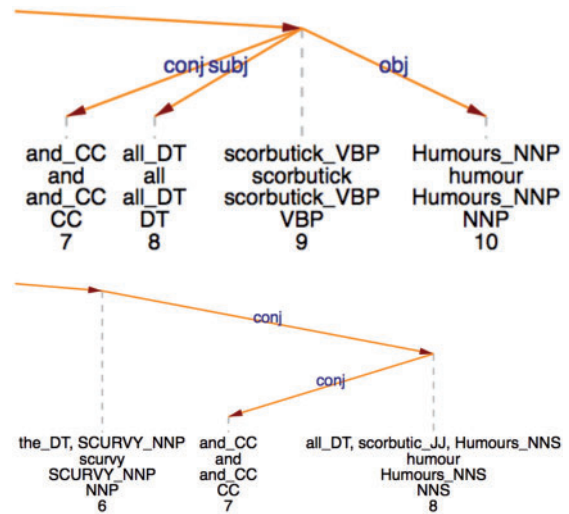 conj subj obj
and_CC all_DT scorbutick_VBP Humours_NNP
and all scorbutick humour
and_CC all_DT scorbutick_VBP Humours_NNP
CC DT VBP NNP
7 8 9 10
conj
conj
the_DT, SCURVY_NNP and_CC all_DT, scorbutic_JJ, Humours_NNS
scurvy and humour
SCURVY_NNP and_CC Humours_NNS
NNP CC NNS
6 7 8